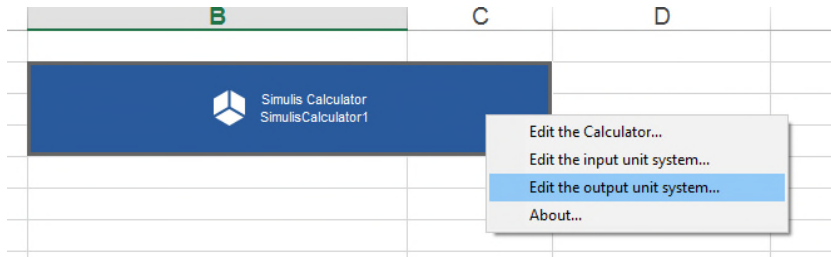 B C D
Simulis Calculator
SimulisCalculator1
Edit the Calculator...
Edit the input unit system...
Edit the output unit system...
About...